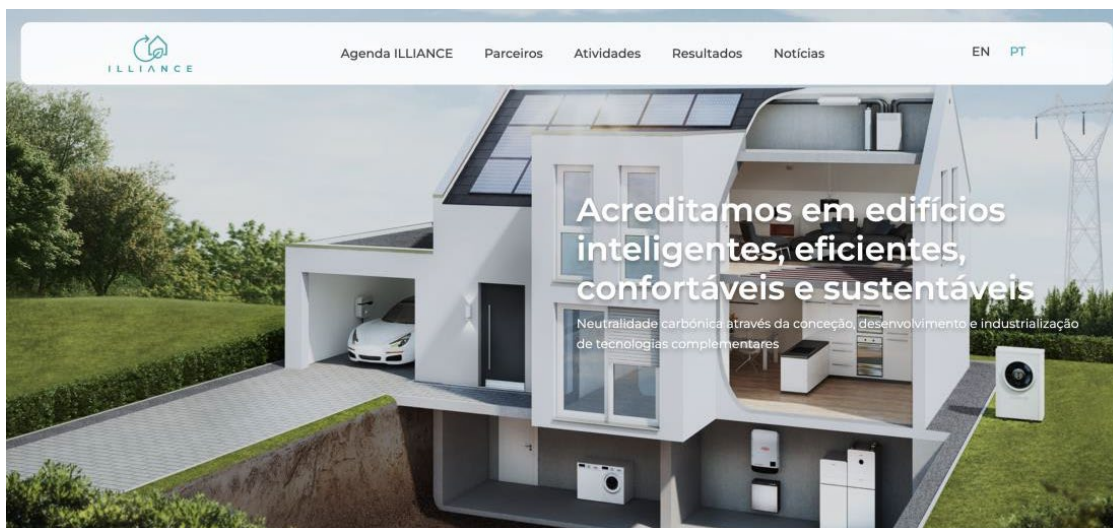 ILLIANCE
Agenda ILLIANCE
Parceiros
Atividades
Resultados
Notícias
EN
PT
Acreditamos em edifícios
inteligentes, eficientes,
confortáveis e sustentáveis
Neutralidade carbónica através da conceção, desenvolvimento e industrialização
de tecnologias complementares